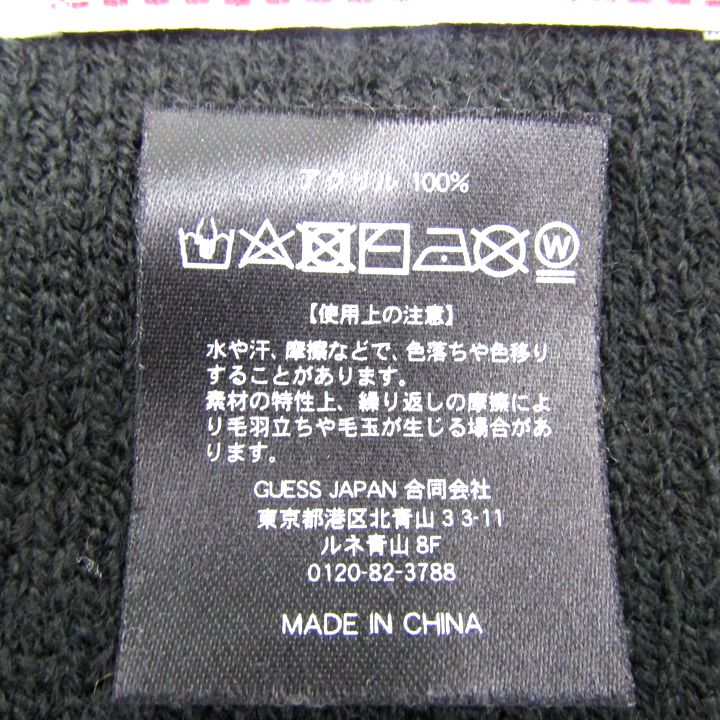 アクリル 100%
W
【使用上の注意】
水や汗、摩擦などで、色落ちや色移り
することがあります。
素材の特性上、繰り返しの摩擦によ
り毛羽立ちや毛玉が生じる場合があ
ります。
GUESS JAPAN 合同会社
東京都港区北青山 3 3-11
ルネ青山 8F
0120-82-3788
MADE IN CHINA